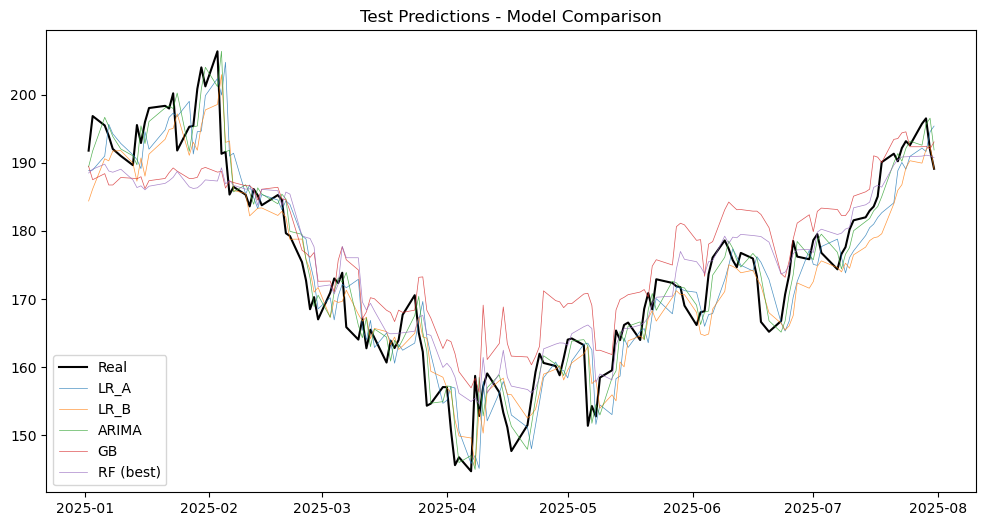 Test Predictions - Model Comparison
200
190
180
170
160
150
Real
LR_A
LR_B
ARIMA
GB
RF (best)
2025-01 2025-02 2025-03 2025-04 2025-05 2025-06 2025-07 2025-08